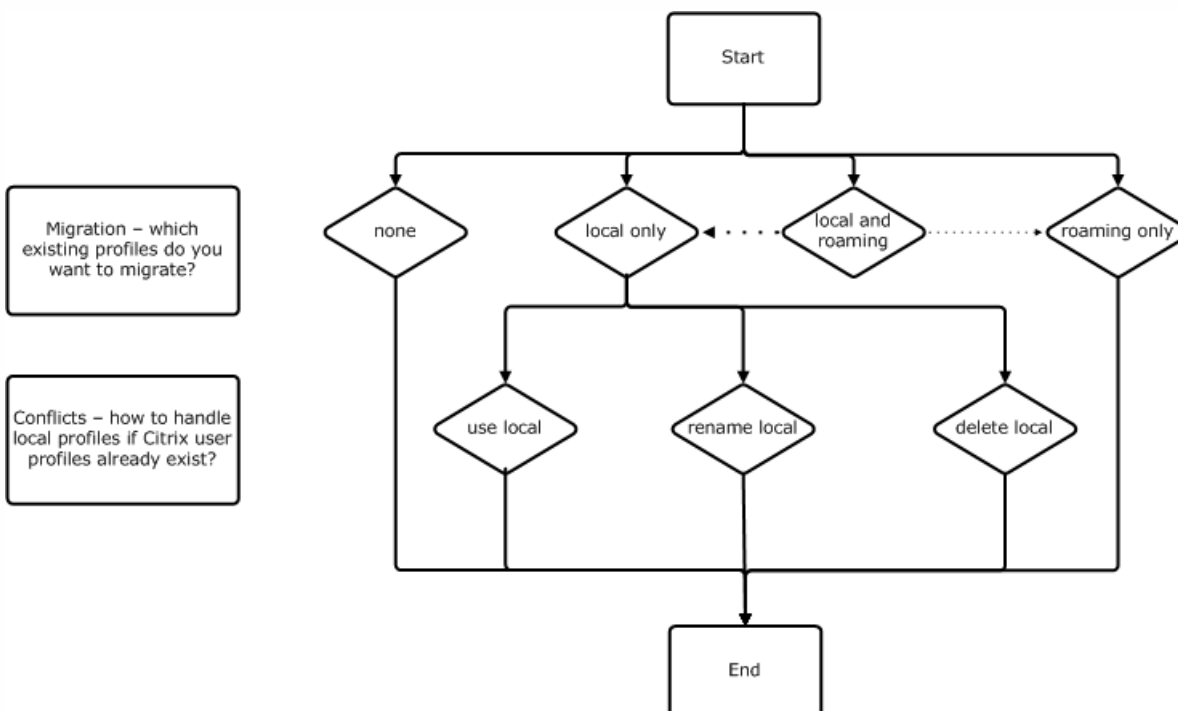 Start
Migration – which
existing profiles do you
want to migrate?
none
local only
local and
roaming
roaming only
Conflicts – how to handle
local profiles if Citrix user
profiles already exist?
use local
rename local
delete local
End